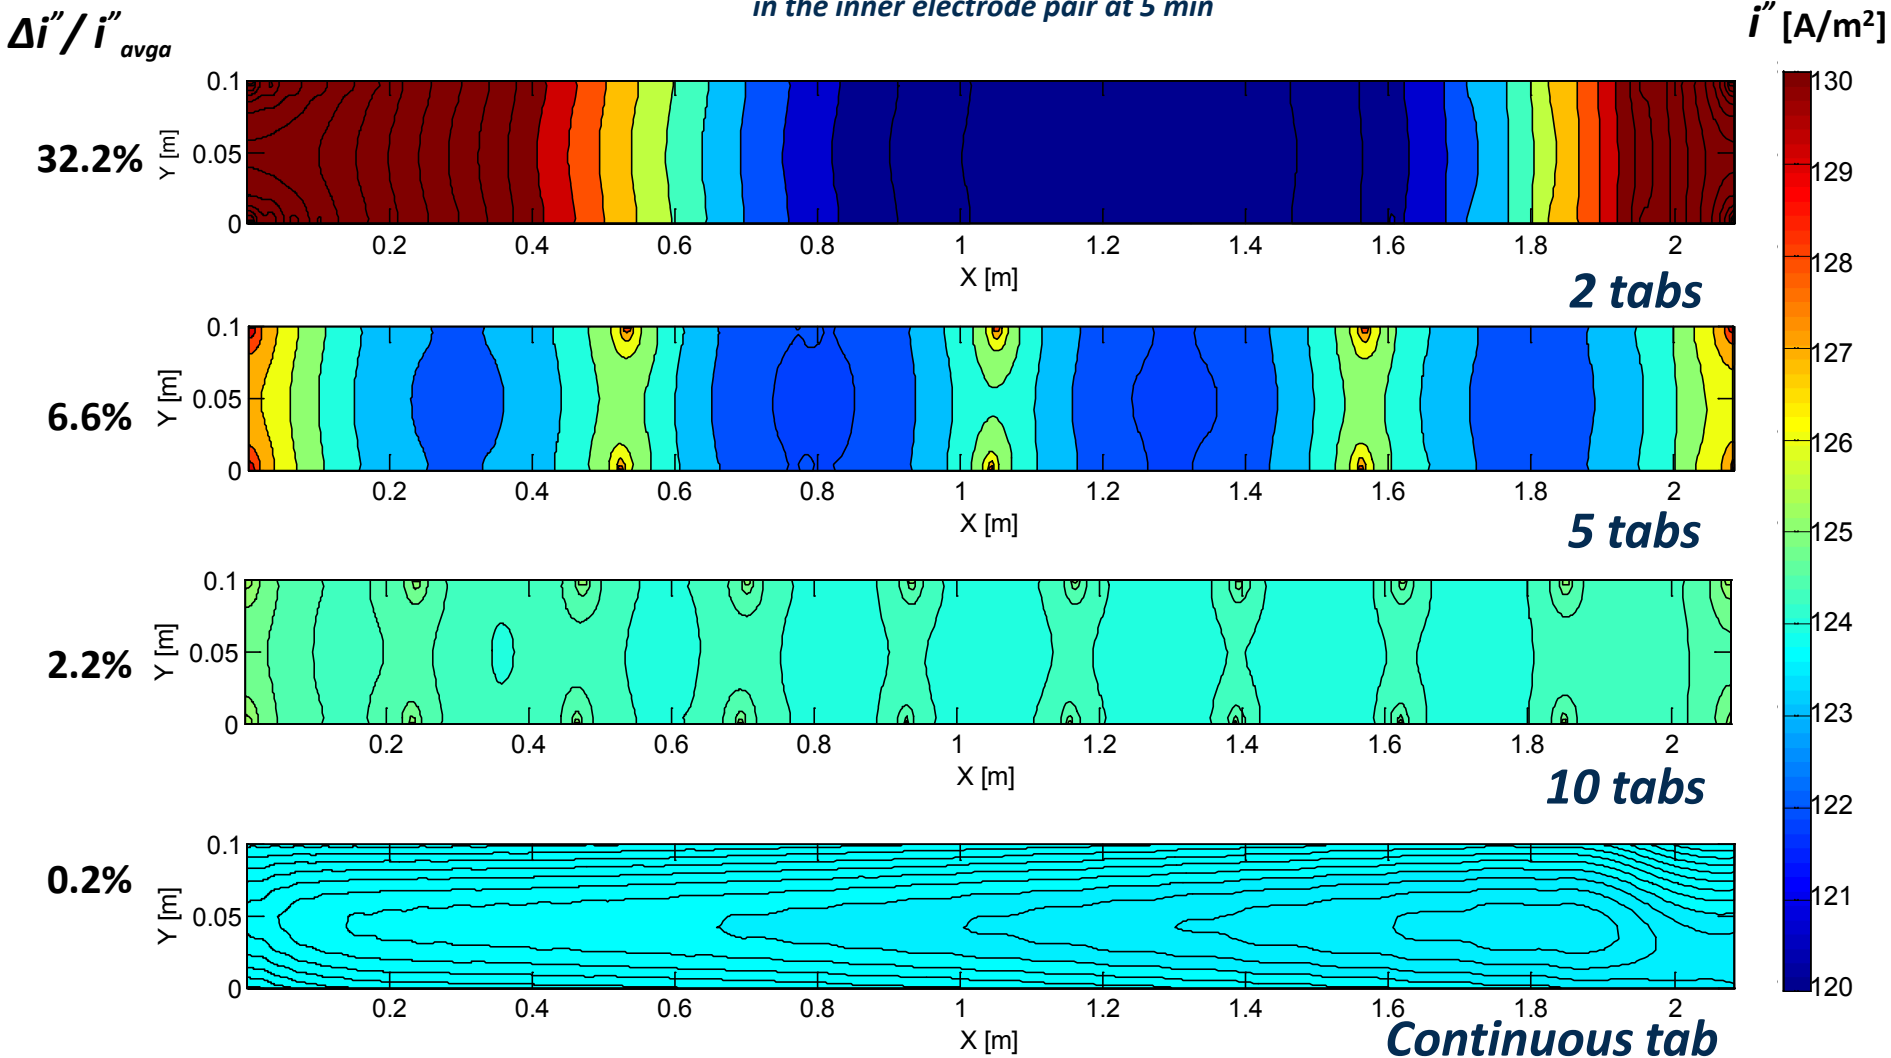 in the inner electrode pair at 5 min
Δi″/ i″avga
i″ [A/m²]
32.2%
Y [m]
0.1
0.05
0
0.2 0.4 0.6 0.8 1 1.2 1.4 1.6 1.8 2
X [m]
2 tabs
6.6%
Y [m]
0.1
0.05
0
0.2 0.4 0.6 0.8 1 1.2 1.4 1.6 1.8 2
X [m]
5 tabs
2.2%
Y [m]
0.1
0.05
0
0.2 0.4 0.6 0.8 1 1.2 1.4 1.6 1.8 2
X [m]
10 tabs
0.2%
Y [m]
0.1
0.05
0
0.2 0.4 0.6 0.8 1 1.2 1.4 1.6 1.8 2
X [m]
Continuous tab
130
129
128
127
126
125
124
123
122
121
120